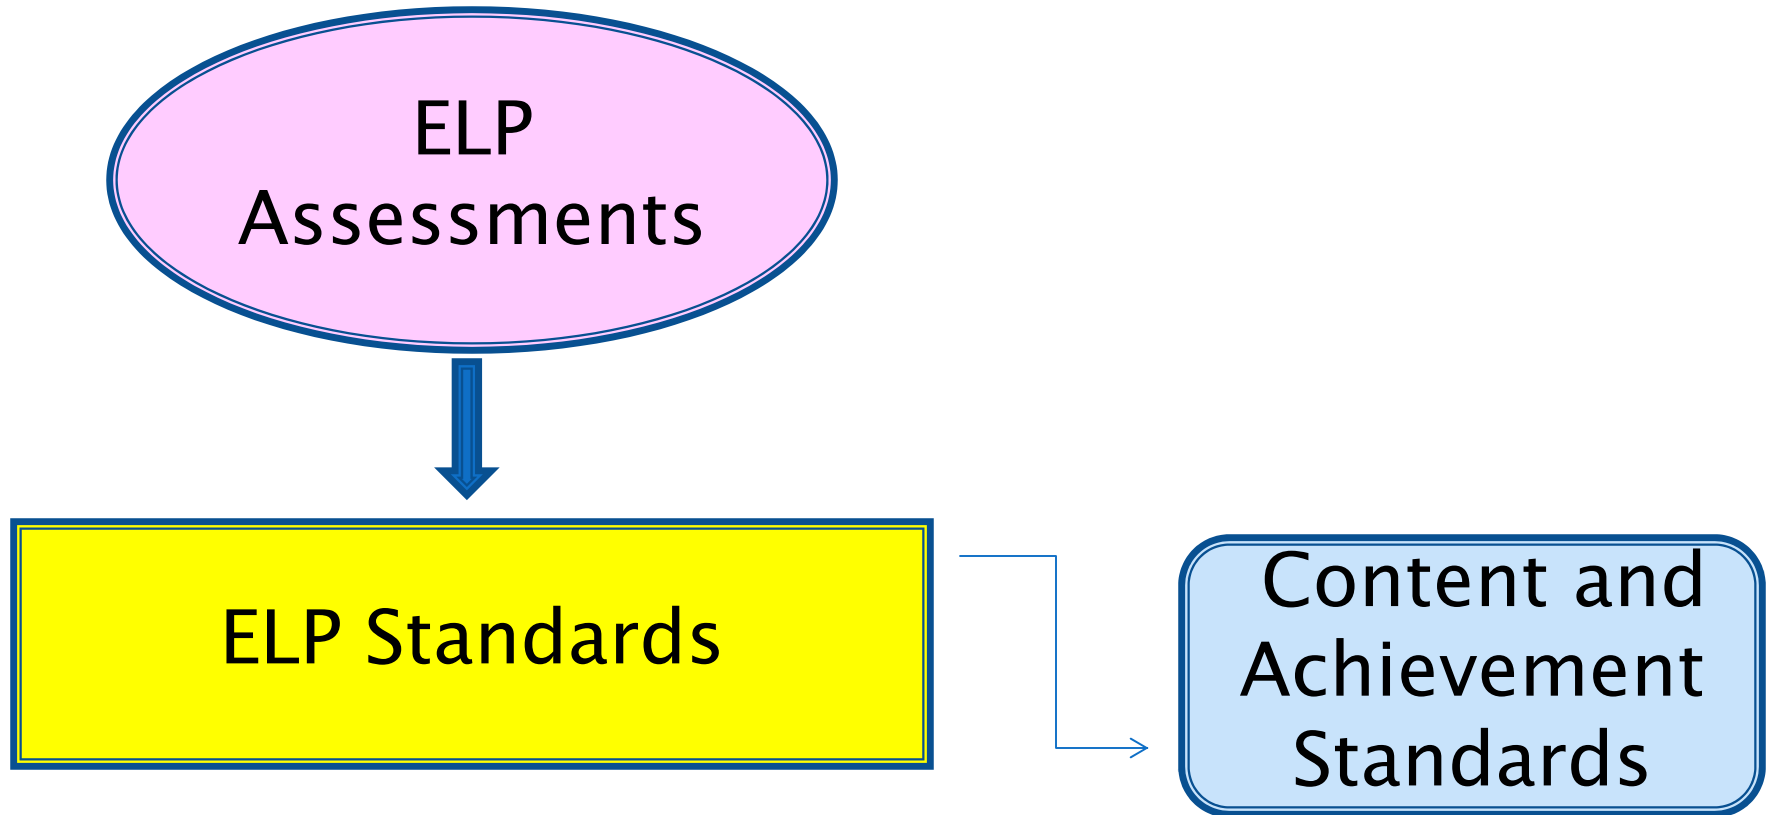 ELP
Assessments
ELP Standards
Content and
Achievement
Standards